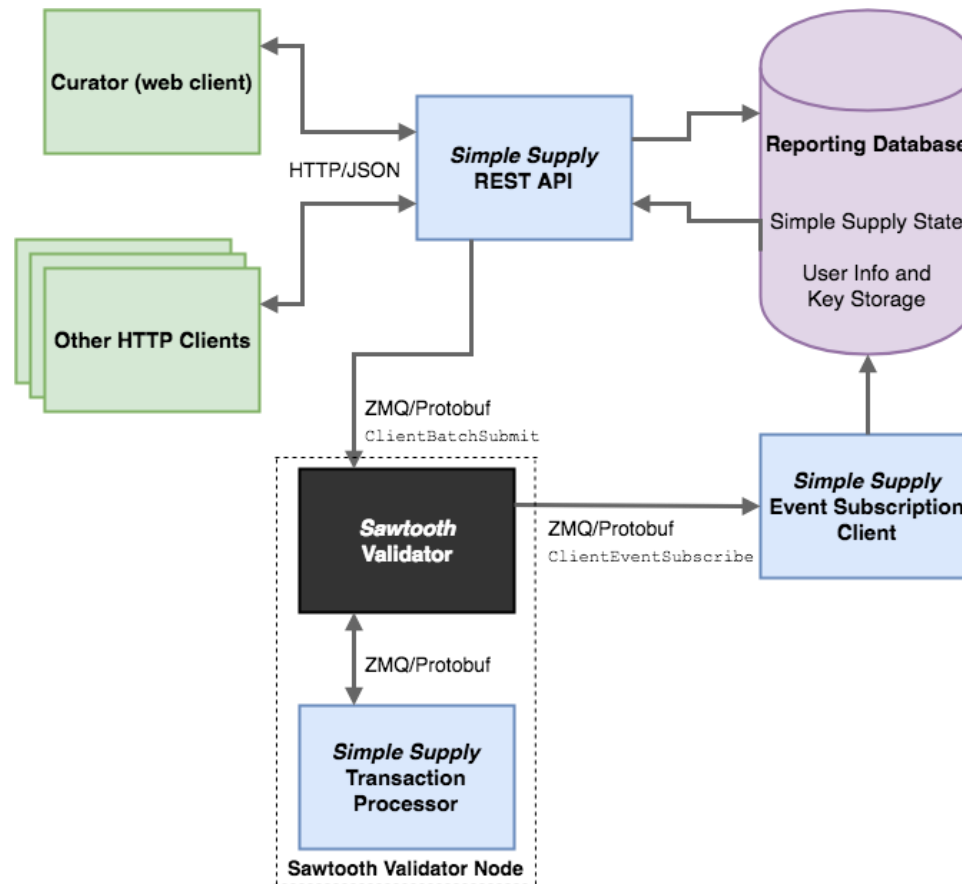 Curator (web client)
HTTP/JSON
Simple Supply
REST API
Reporting Database
Simple Supply State
User Info and
Key Storage
Other HTTP Clients
ZMQ/Protobuf
ClientBatchSubmit
Sawtooth
Validator
ZMQ/Protobuf
ClientEventSubscribe
Simple Supply
Event Subscription
Client
ZMQ/Protobuf
Simple Supply
Transaction
Processor
Sawtooth Validator Node